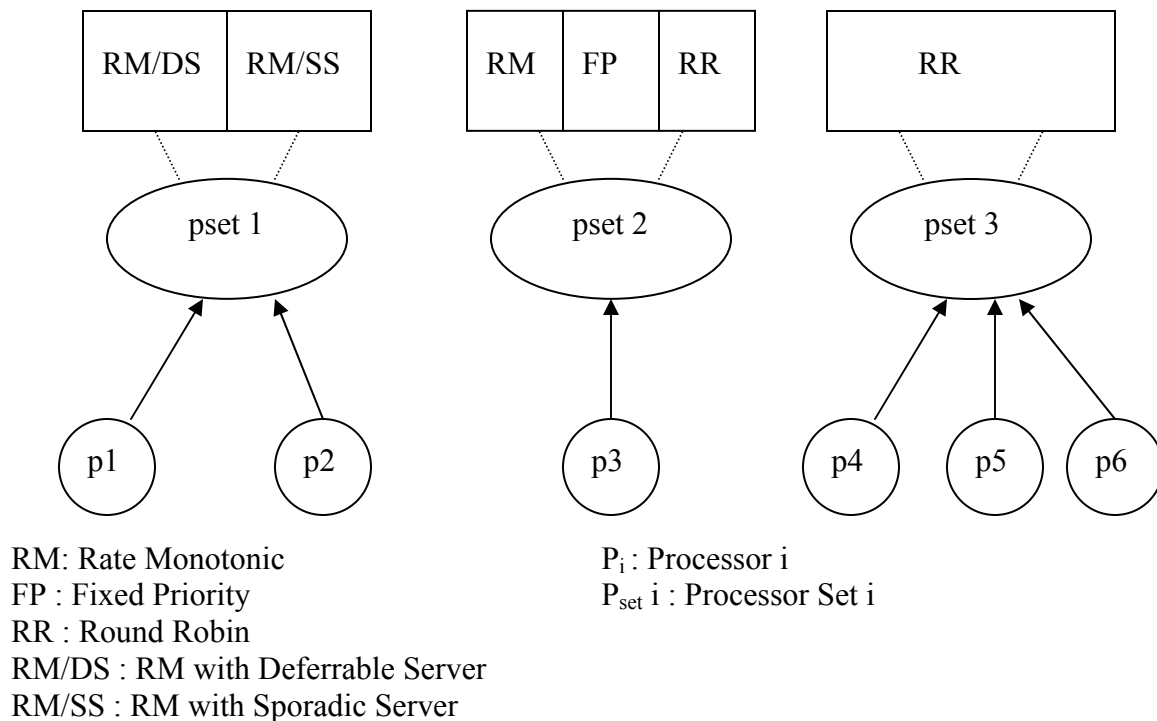 RM/DS RM/SS RM FP RR RR
pset 1 pset 2 pset 3
p1 p2 p3 p4 p5 p6
RM: Rate Monotonic
FP : Fixed Priority
RR : Round Robin
RM/DS : RM with Deferrable Server
RM/SS : RM with Sporadic Server
Pi : Processor i
Pset i : Processor Set i